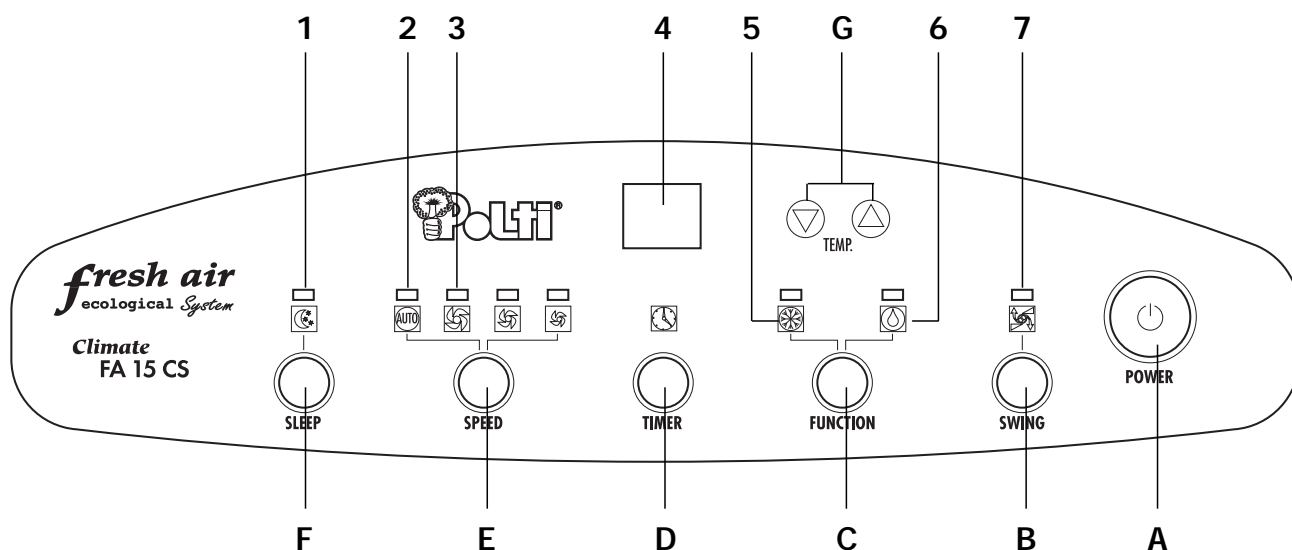 1 2 3 4 5 G 6 7
Polti®
TEMP.
fresh air
ecological System
AUTO
Climate
FA 15 CS
POWER
SLEEP SPEED TIMER FUNCTION SWING
F E D C B A